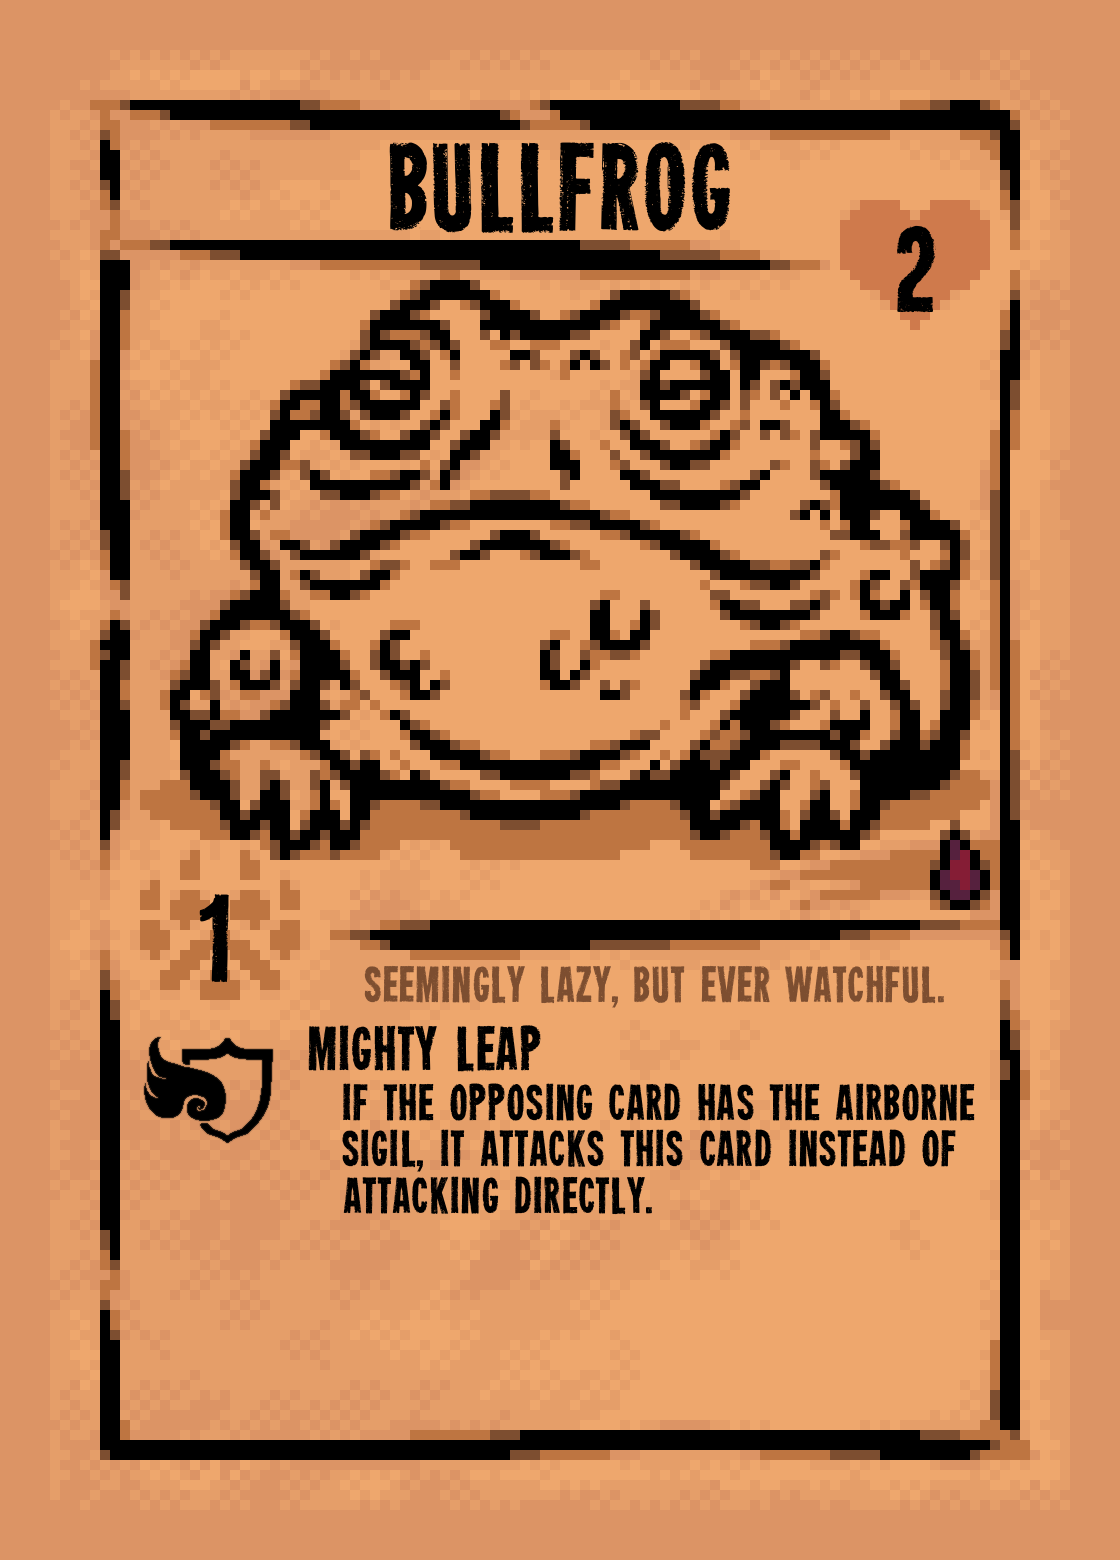 BULLFROG
2
1
SEEMINGLY LAZY, BUT EVER WATCHFUL.
MIGHTY LEAP
IF THE OPPOSING CARD HAS THE AIRBORNE
SIGIL, IT ATTACKS THIS CARD INSTEAD OF
ATTACKING DIRECTLY.